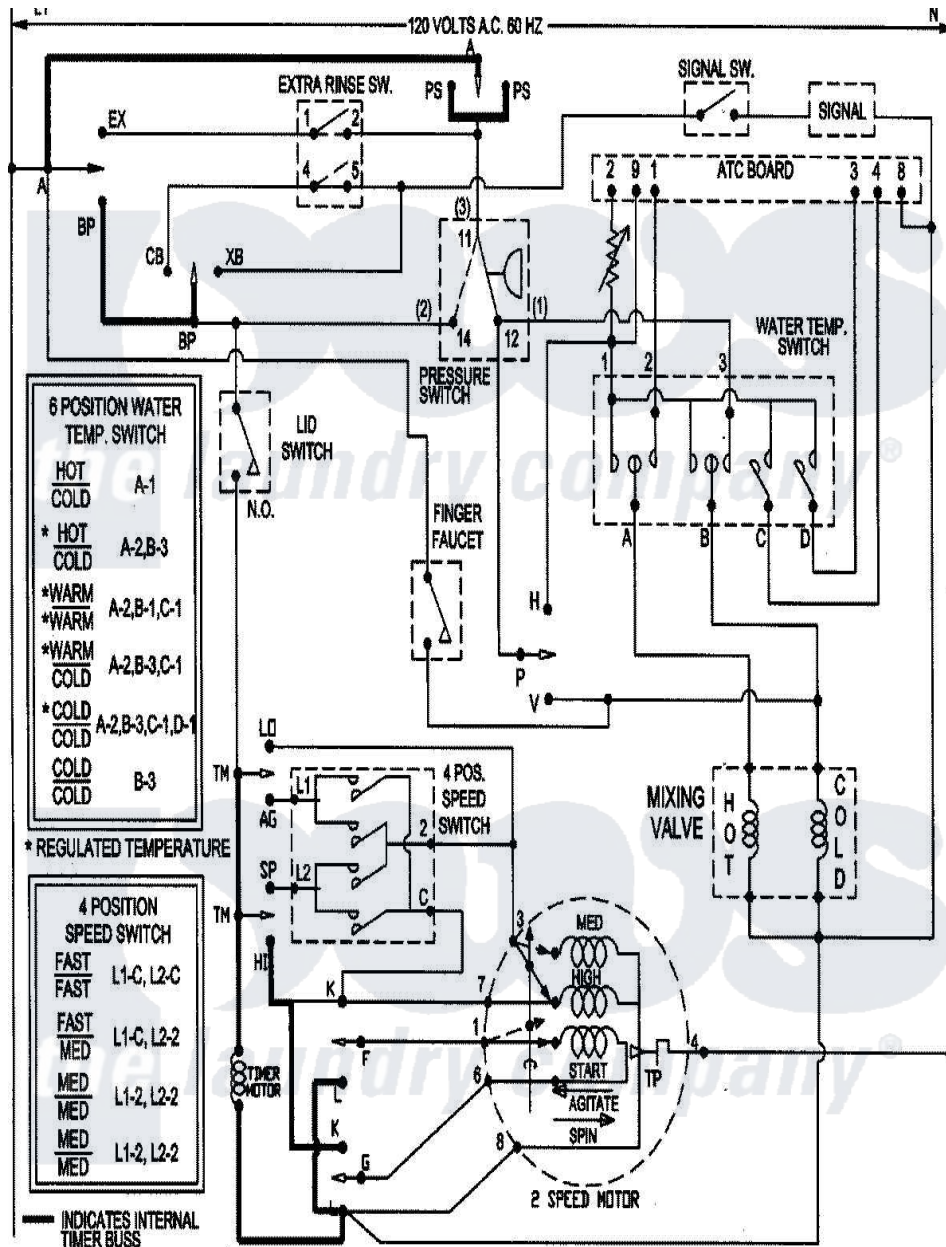 L1
N
120 VOLTS A.C. 60 HZ
A
PS
PS
EXTRA RINSE SW.
SIGNAL SW.
SIGNAL
EX
1
2
A
4
5
BP
CB
XB
BP
2
9
1
ATC BOARD
3
4
8
(3)
11
(2)
(1)
14
12
PRESSURE
SWITCH
WATER TEMP.
SWITCH
1
2
3
A
B
C
D
LID
SWITCH
N.O.
FINGER
FAUCET
H
P
V
6 POSITION WATER
TEMP. SWITCH
HOT
COLD
A-1
* HOT
COLD
A-2,B-3
*WARM
*WARM
A-2,B-1,C-1
*WARM
COLD
A-2,B-3,C-1
*COLD
COLD
A-2,B-3,C-1,D-1
COLD
COLD
B-3
* REGULATED TEMPERATURE
LO
TM
AG
SP
TM
HI
L1
L2
2
C
4 POS.
SPEED
SWITCH
MIXING
VALVE
HOT
COLD
4 POSITION
SPEED SWITCH
FAST
FAST
L1-C, L2-C
FAST
MED
L1-C, L2-2
MED
MED
L1-2, L2-2
MED
MED
L1-2, L2-2
INDICATES INTERNAL
TIMER BUSS
TIMER
MOTOR
K
F
L
K
G
L
3
7
1
6
8
4
MED
HIGH
START
TP
AGITATE
SPIN
2 SPEED MOTOR
the laundry company®
the laundry company®